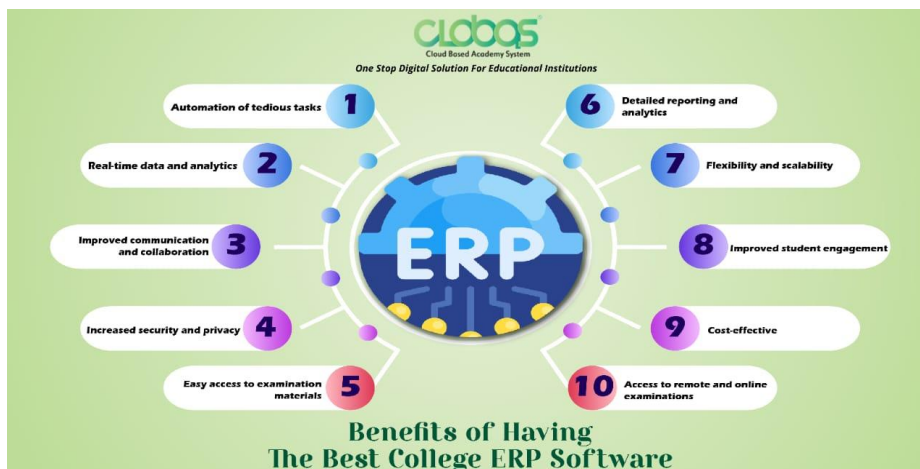 CLOBAS®
Cloud Based Academy System
One Stop Digital Solution For Educational Institutions
1
Automation of tedious tasks
2
Real-time data and analytics
3
Improved communication
and collaboration
4
Increased security and privacy
5
Easy access to examination
materials
6
Detailed reporting and
analytics
7
Flexibility and scalability
8
Improved student engagement
9
Cost-effective
10
Access to remote and online
examinations
ERP
Benefits of Having
The Best College ERP Software